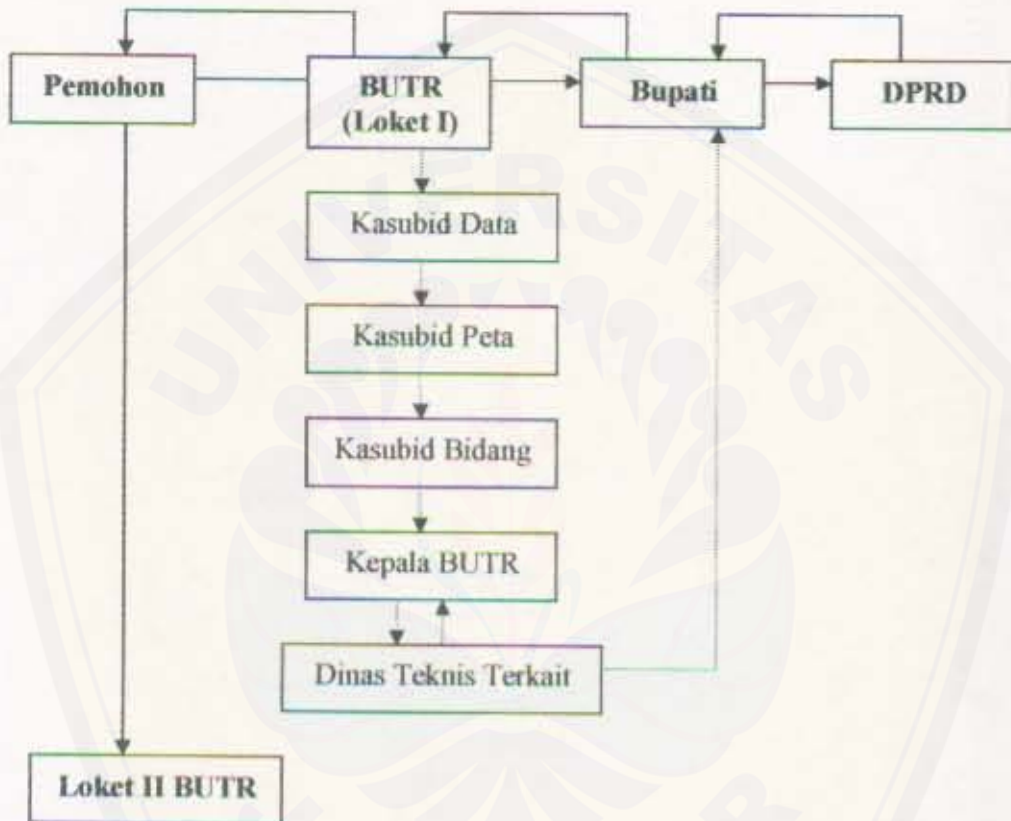 Pemohon
BUTR
(Loket I)
Bupati
DPRD
Kasubid Data
Kasubid Peta
Kasubid Bidang
Kepala BUTR
Dinas Teknis Terkait
Loket II BUTR
UNIVERSITAS